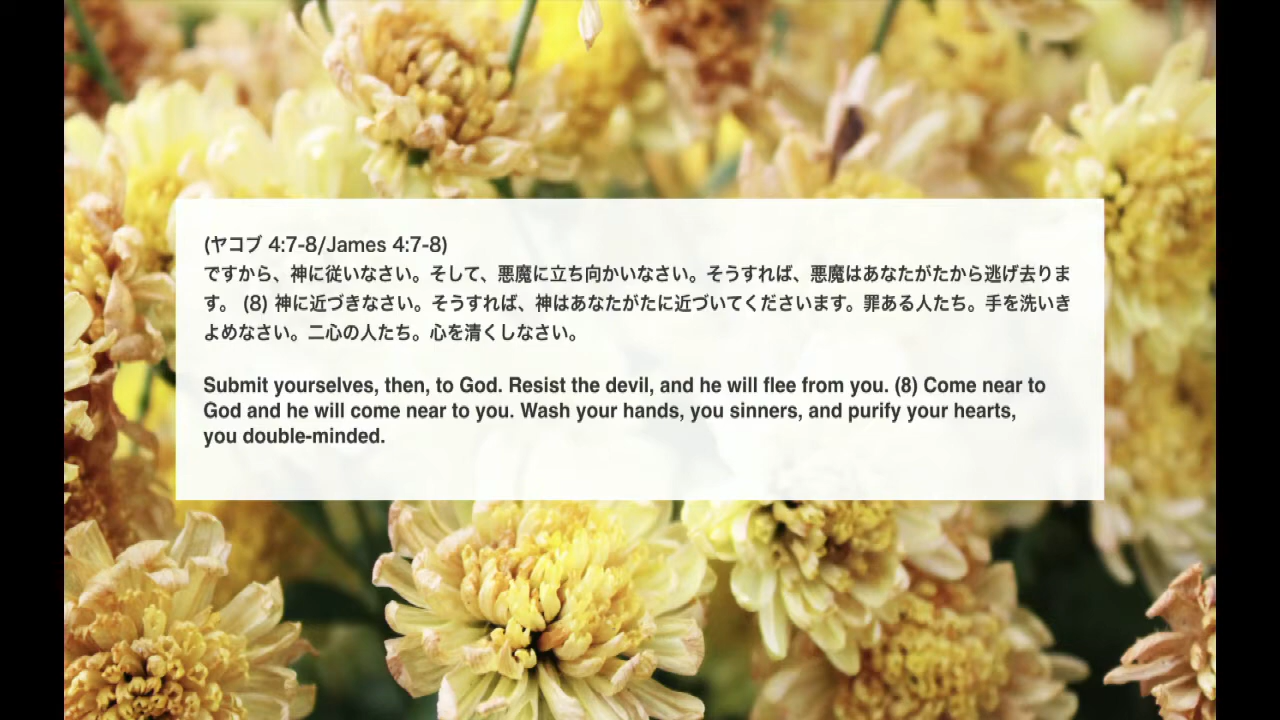 (ヤコブ 4:7-8/James 4:7-8)
ですから、神に従いなさい。そして、悪魔に立ち向かいなさい。そうすれば、悪魔はあなたがたから逃げ去りま
す。 (8) 神に近づきなさい。そうすれば、神はあなたがたに近づいてくださいます。罪ある人たち。手を洗いき
よめなさい。二心の人たち。心を清くしなさい。
Submit yourselves, then, to God. Resist the devil, and he will flee from you. (8) Come near to
God and he will come near to you. Wash your hands, you sinners, and purify your hearts,
you double-minded.